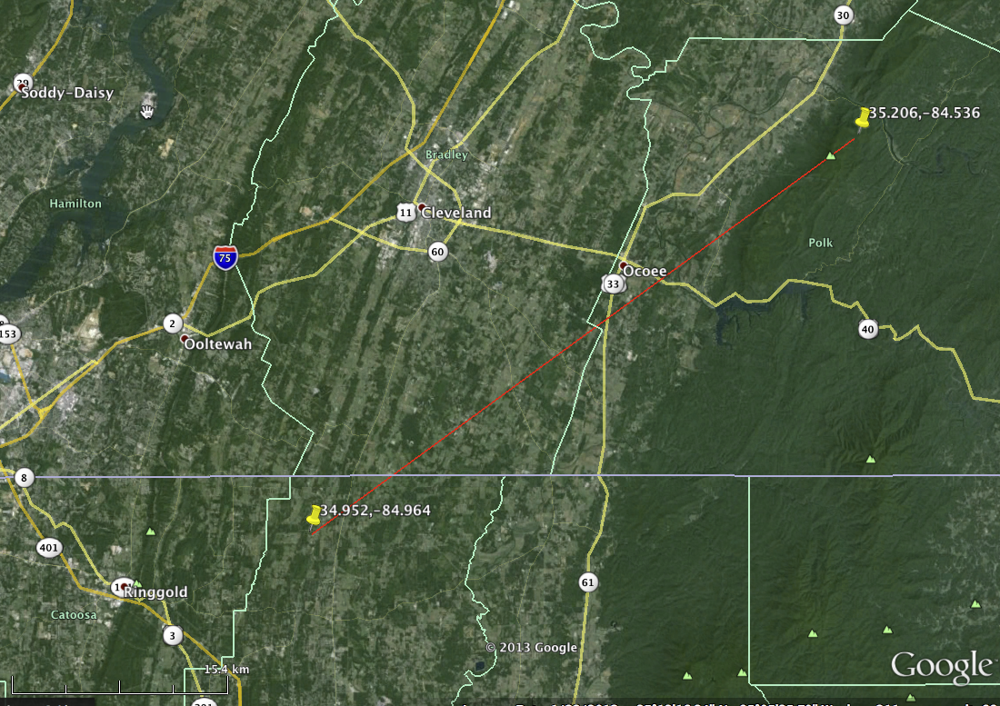 30
29
Soddy-Daisy
35.206,-84.536
Bradley
Hamilton
11
Cleveland
60
Polk
75
Ocoee
33
2
153
Ooltewah
40
8
34.952,-84.964
401
61
Ringgold
Catoosa
3
© 2013 Google
15.4 km
Google